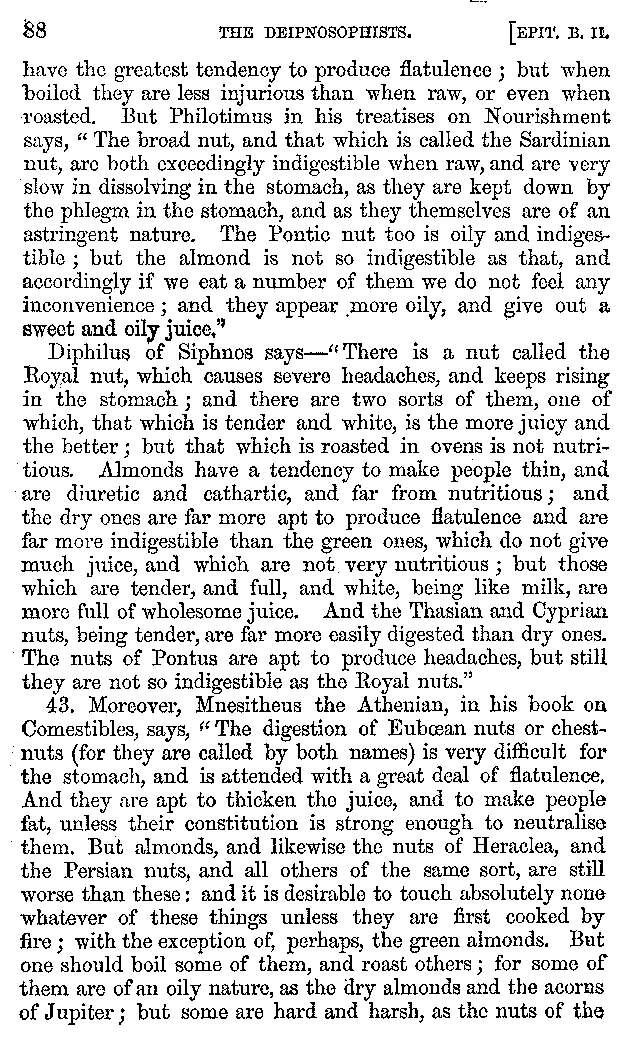 88 THE DEIPNOSOPHISTS. [EPIT. B. II.
have the greatest tendency to produce flatulence ; but when
boiled they are less injurious than when raw, or even when
roasted. But Philotimus in his treatises on Nourishment
says, “ The broad nut, and that which is called the Sardinian
nut, are both exceedingly indigestible when raw, and are very
slow in dissolving in the stomach, as they are kept down by
the phlegm in the stomach, and as they themselves are of an
astringent nature. The Pontic nut too is oily and indiges-
tible ; but the almond is not so indigestible as that, and
accordingly if we eat a number of them we do not feel any
inconvenience ; and they appear more oily, and give out a
sweet and oily juice.”
Diphilus of Siphnos says—“ There is a nut called the
Royal nut, which causes severe headaches, and keeps rising
in the stomach ; and there are two sorts of them, one of
which, that which is tender and white, is the more juicy and
the better ; but that which is roasted in ovens is not nutri-
tious. Almonds have a tendency to make people thin, and
are diuretic and cathartic, and far from nutritious ; and
the dry ones are far more apt to produce flatulence and are
far more indigestible than the green ones, which do not give
much juice, and which are not very nutritious ; but those
which are tender, and full, and white, being like milk, are
more full of wholesome juice. And the Thasian and Cyprian
nuts, being tender, are far more easily digested than dry ones.
The nuts of Pontus are apt to produce headaches, but still
they are not so indigestible as the Royal nuts.”
43. Moreover, Mnesitheus the Athenian, in his book on
Comestibles, says, “ The digestion of Eubœan nuts or chest-
nuts (for they are called by both names) is very difficult for
the stomach, and is attended with a great deal of flatulence.
And they are apt to thicken the juice, and to make people
fat, unless their constitution is strong enough to neutralise
them. But almonds, and likewise the nuts of Heraclea, and
the Persian nuts, and all others of the same sort, are still
worse than these : and it is desirable to touch absolutely none
whatever of these things unless they are first cooked by
fire ; with the exception of, perhaps, the green almonds. But
one should boil some of them, and roast others ; for some of
them are of an oily nature, as the dry almonds and the acorns
of Jupiter ; but some are hard and harsh, as the nuts of the